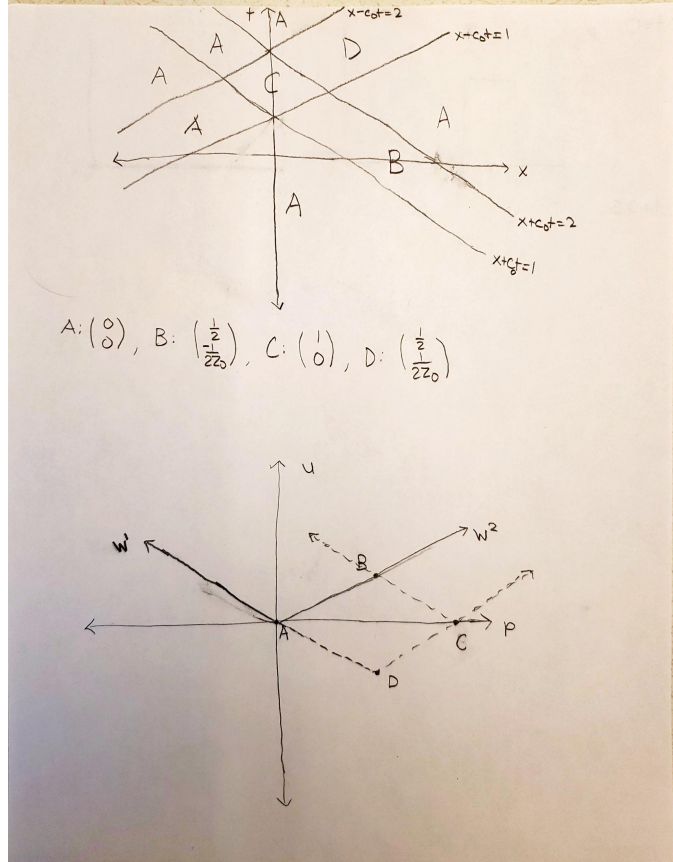 t A x-c₀t=2
A D x-c₀t=1
A C
A A
B x
A
x+c₀t=2
x+c₀t=1
A: (0 0), B: (1/2 -1/2Z₀), C: (1 0), D: (1/2 1/2Z₀)
u
W¹ W²
B
A C p
D